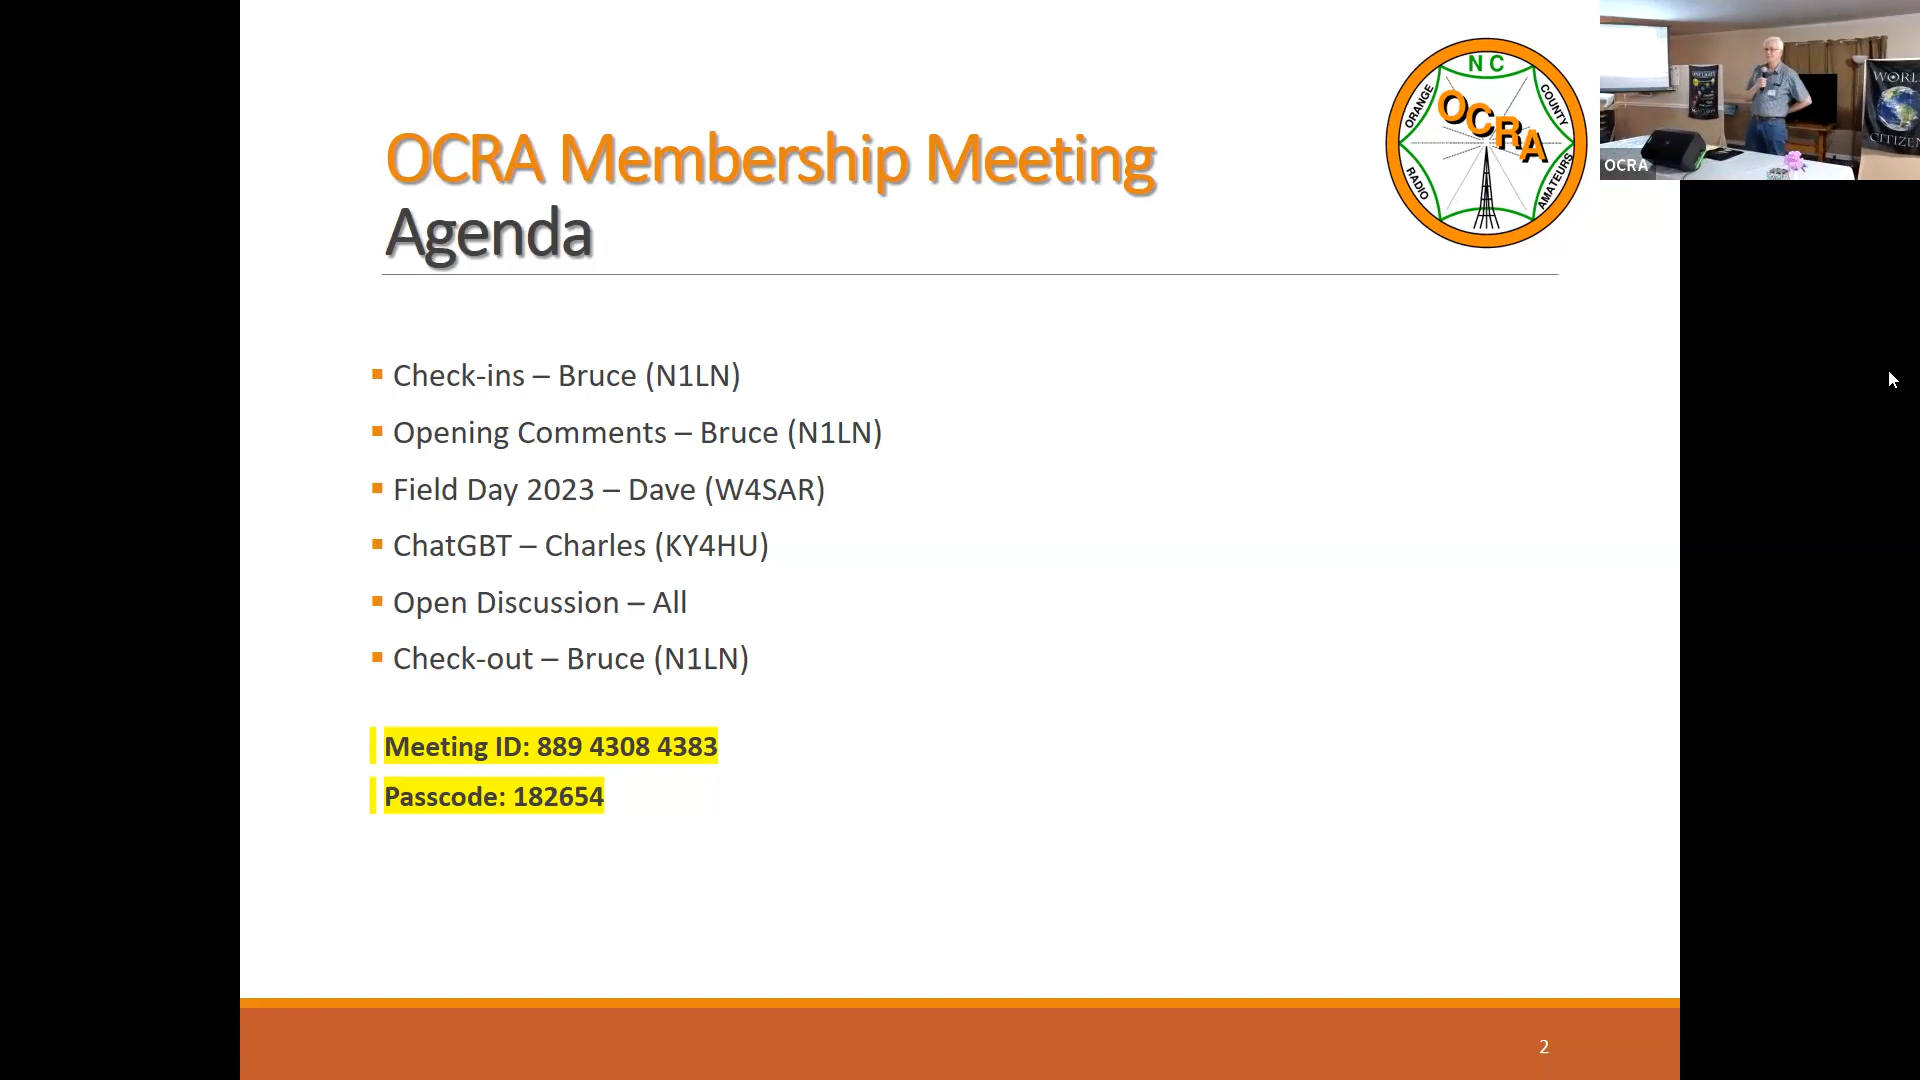 OCRA Membership Meeting
Agenda
NC
ORANGE
COUNTY
OCRA
RADIO
AMATEURS
WORL
CITIZEN
OCRA
Check-ins – Bruce (N1LN)
Opening Comments – Bruce (N1LN)
Field Day 2023 – Dave (W4SAR)
ChatGBT – Charles (KY4HU)
Open Discussion – All
Check-out – Bruce (N1LN)
Meeting ID: 889 4308 4383
Passcode: 182654
2